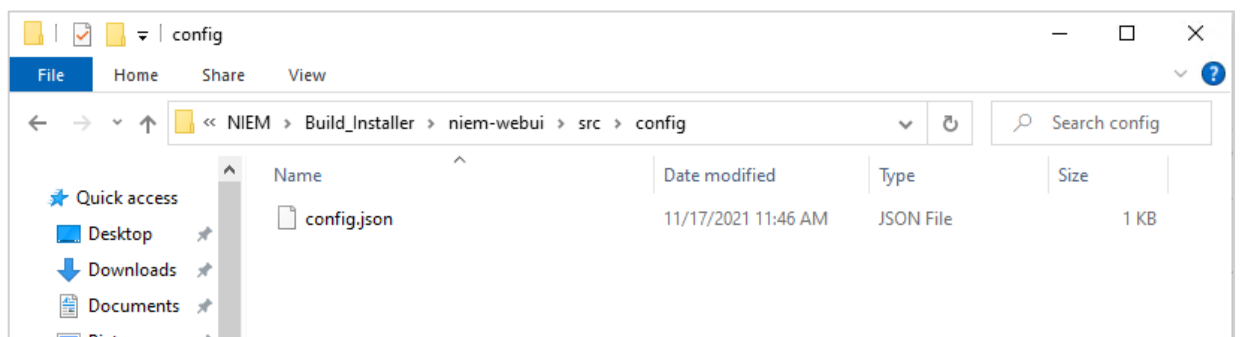 config
File Home Share View
« NIEM > Build_Installer > niem-webui > src > config Search config
Name Date modified Type Size
Quick access
config.json 11/17/2021 11:46 AM JSON File 1 KB
Desktop
Downloads
Documents